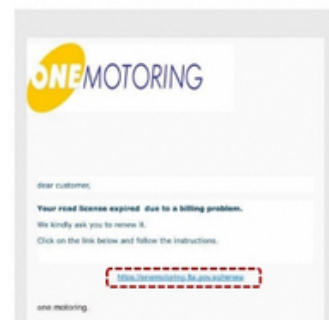 ONEMOTORING
dear customer,
Your road license expired due to a billing problem.
We kindly ask you to renew it.
Click on the link below and follow the instructions.
one motoring.